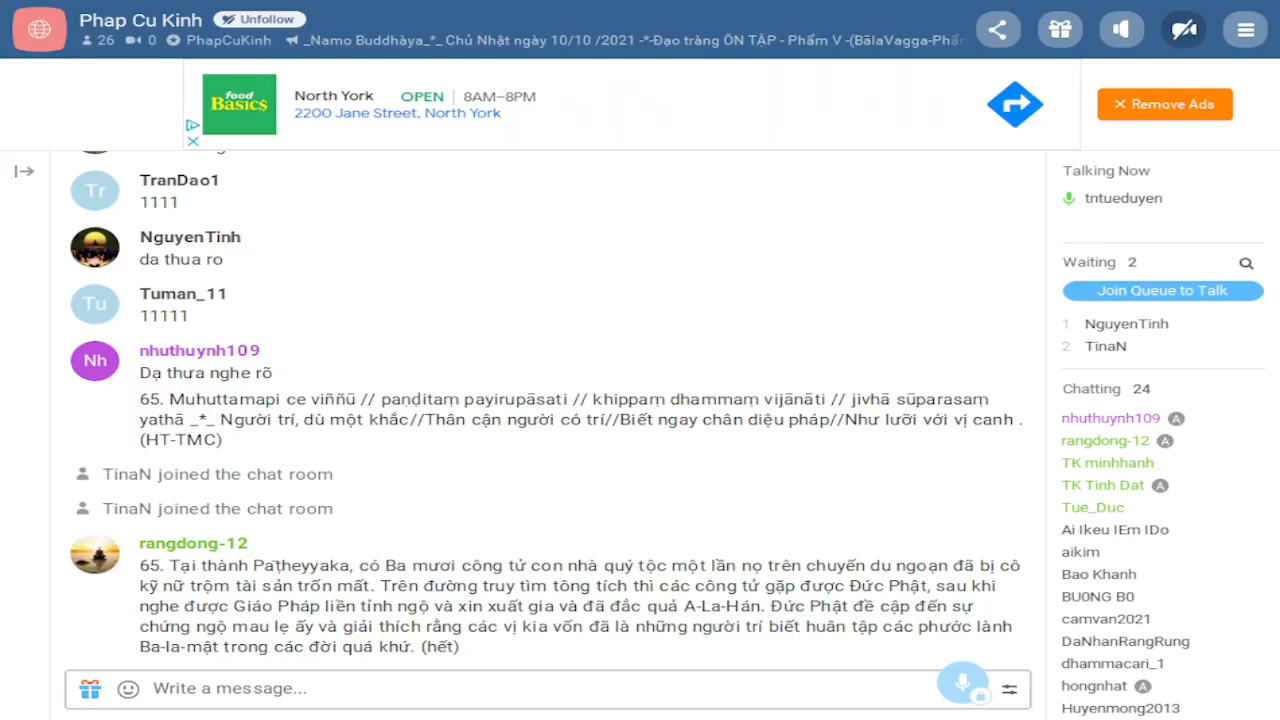 Phap Cu Kinh Unfollow
26 0 PhapCuKinh _Namo Buddhàya_*_ Chủ Nhật ngày 10/10 /2021 -*-Đạo tràng ÔN TẬP - Phẩm V -(BālaVagga-Phẩm
food
Basics
North York OPEN 8AM–8PM
2200 Jane Street, North York
Remove Ads
TranDao1
1111
NguyenTinh
da thua ro
Tuman_11
11111
nhuthuynh109
Dạ thưa nghe rõ
65. Muhuttamapi ce viññū // paṇḍitaṃ payirupāsati // khippaṃ dhammaṃ vijānāti // jivhā sūparasaṃ
yathā _*_ Người trí, dù một khắc//Thân cận người có trí//Biết ngay chân diệu pháp//Như lưỡi với vị canh .
(HT-TMC)
TinaN joined the chat room
TinaN joined the chat room
rangdong-12
65. Tại thành Paṭheyyaka, có Ba mươi công tử con nhà quý tộc một lần nọ trên chuyến du ngoạn đã bị cô
kỹ nữ trộm tài sản trốn mất. Trên đường truy tìm tông tích thì các công tử gặp được Đức Phật, sau khi
nghe được Giáo Pháp liền tỉnh ngộ và xin xuất gia và đã đắc quả A-La-Hán. Đức Phật đề cập đến sự
chứng ngộ mau lẹ ấy và giải thích rằng các vị kia vốn đã là những người trí biết huân tập các phước lành
Ba-la-mật trong các đời quá khứ. (hết)
Write a message...
Tr
Tu
Nh
Talking Now
tntueduyen
Waiting 2
Join Queue to Talk
1 NguyenTinh
2 TinaN
Chatting 24
nhuthuynh109 A
rangdong-12 A
TK minhhanh
TK Tinh Dat A
Tue_Duc
Ai lkeu IEm IDo
aikim
Bao Khanh
BU0NG B0
camvan2021
DaNhanRangRung
dhammacari_1
hongnhat A
Huyenmong2013